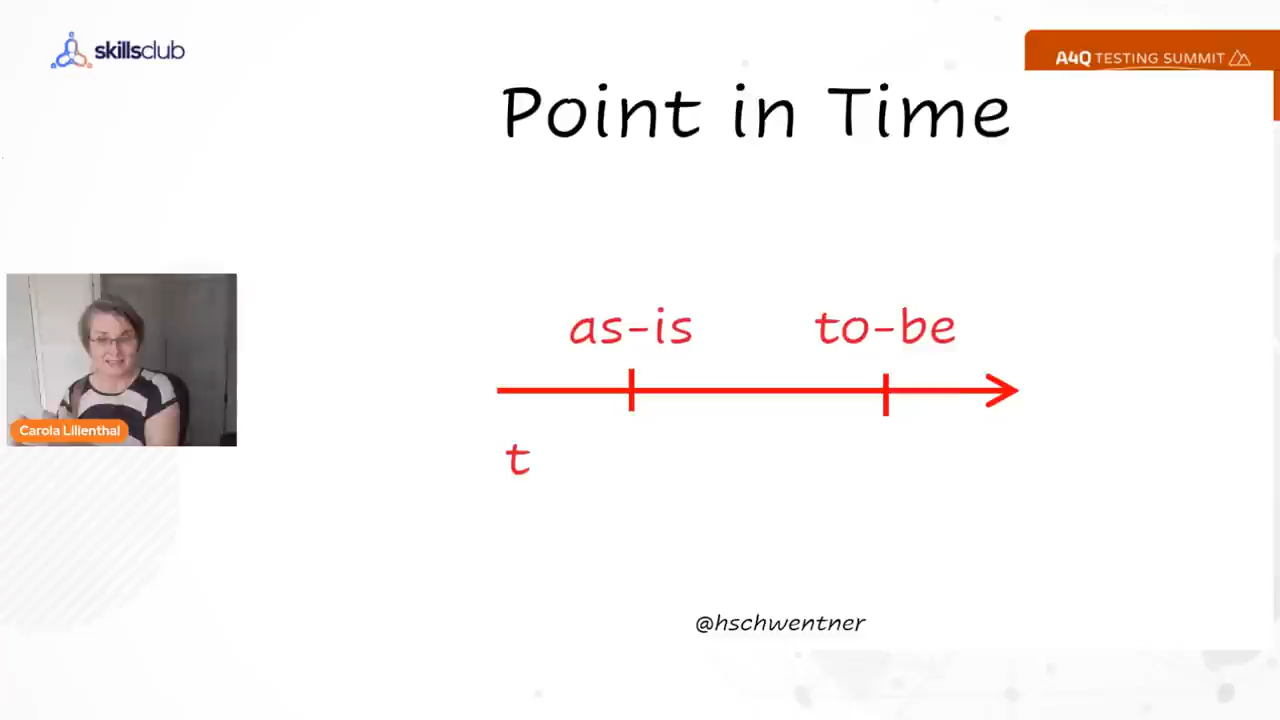 skillsclub
A4Q TESTING SUMMIT
Point in Time
as-is
to-be
Carola Lilienthal
t
@hschwentner